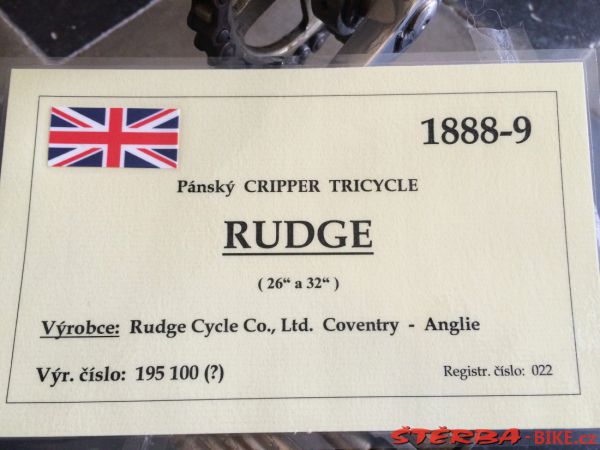 1888-9
Pánský CRIPPER TRICYCLE
RUDGE
( 26“ a 32“ )
Výrobce: Rudge Cycle Co., Ltd. Coventry - Anglie
Výr. číslo: 195 100 (?)
Registr. číslo: 022
ŠTĚRBA-BIKE.cz